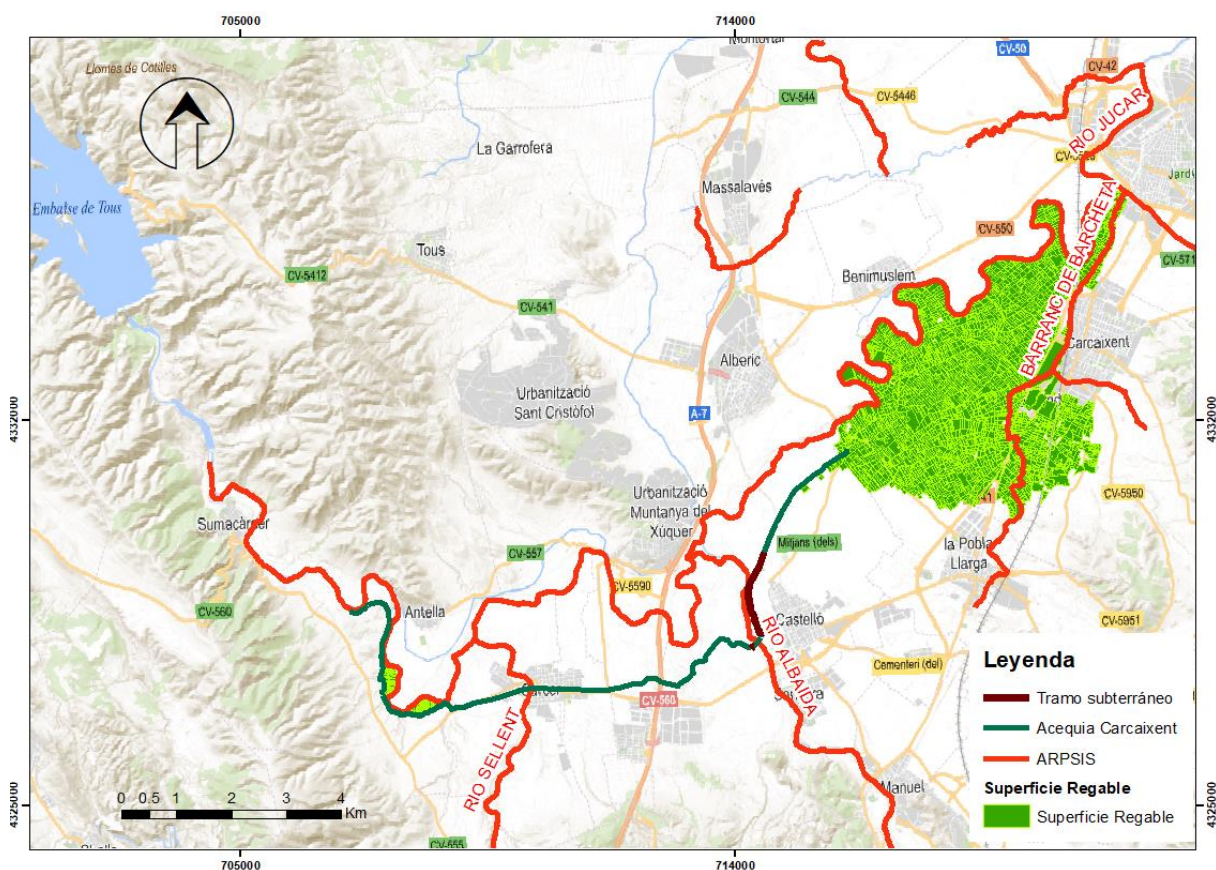 705000
714000
Llomes de Cotilles
Montortal
CV-50
CV-42
CV-544
CV-5446
RIO JUCAR
La Garrofera
Massalavés
Embalse de Tous
CV-550
Tous
CV-5412
CV-571
Benimuslem
BARRANC DE BARCHETA
CV-541
Carcaixent
Alberic
Urbanització
Sant Cristòfol
A-7
4332000
4332000
Urbanització
Muntanya del
Xúquer
CV-5950
41
Sumacàrcer
Mitjans (dels)
la Pobla
Llarga
CV-557
CV-5590
CV-560
Antella
Castelló
CV-5951
RIO ALBAIDA
Cementeri (del)
CV-560
RIO SELLENT
Manuel
CV-555
Leyenda
Tramo subterráneo
Acequia Carcaixent
ARPSIS
Superficie Regable
Superficie Regable
0 0.5 1 2 3 4
Km
4325000
4325000
705000
714000